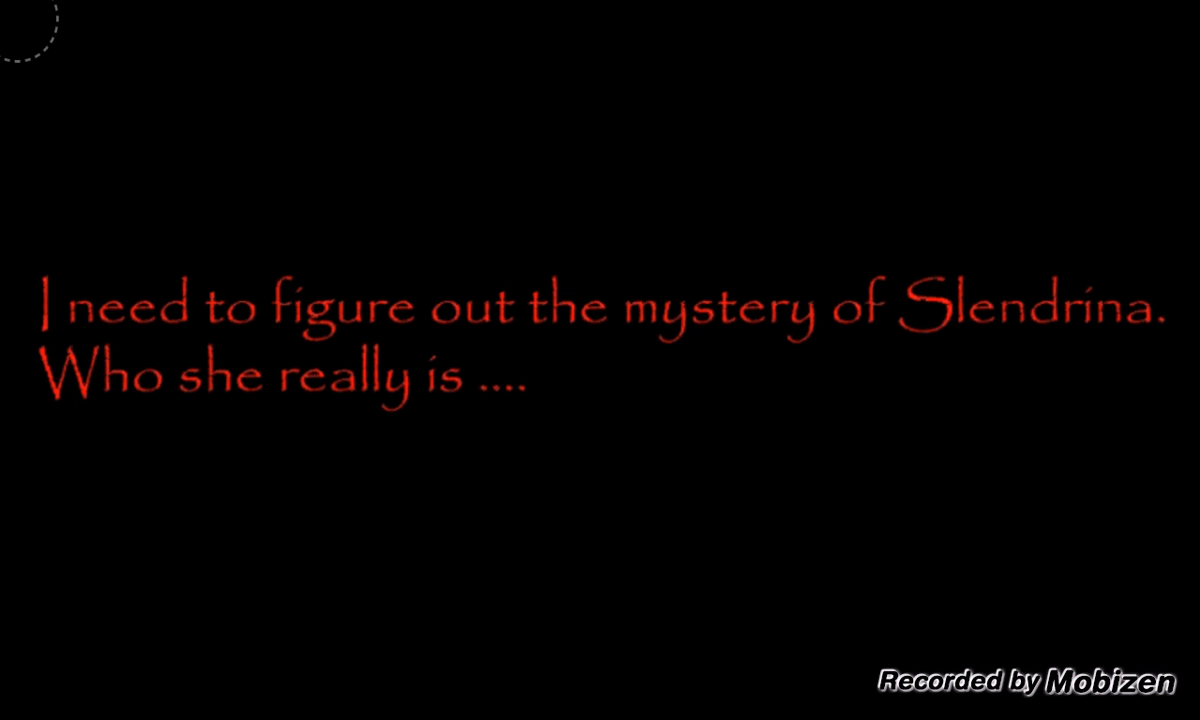 I need to figure out the mystery of Slendrina.
Who she really is ....
Recorded by Mobizen